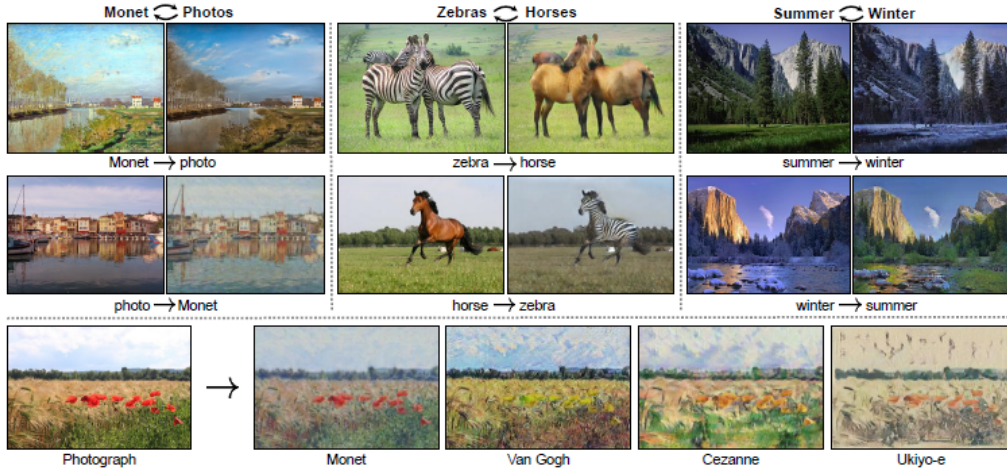 Monet Photos
Zebras Horses
Summer Winter
Monet → photo
zebra → horse
summer → winter
photo → Monet
horse → zebra
winter → summer
Photograph
Monet
Van Gogh
Cezanne
Ukiyo-e